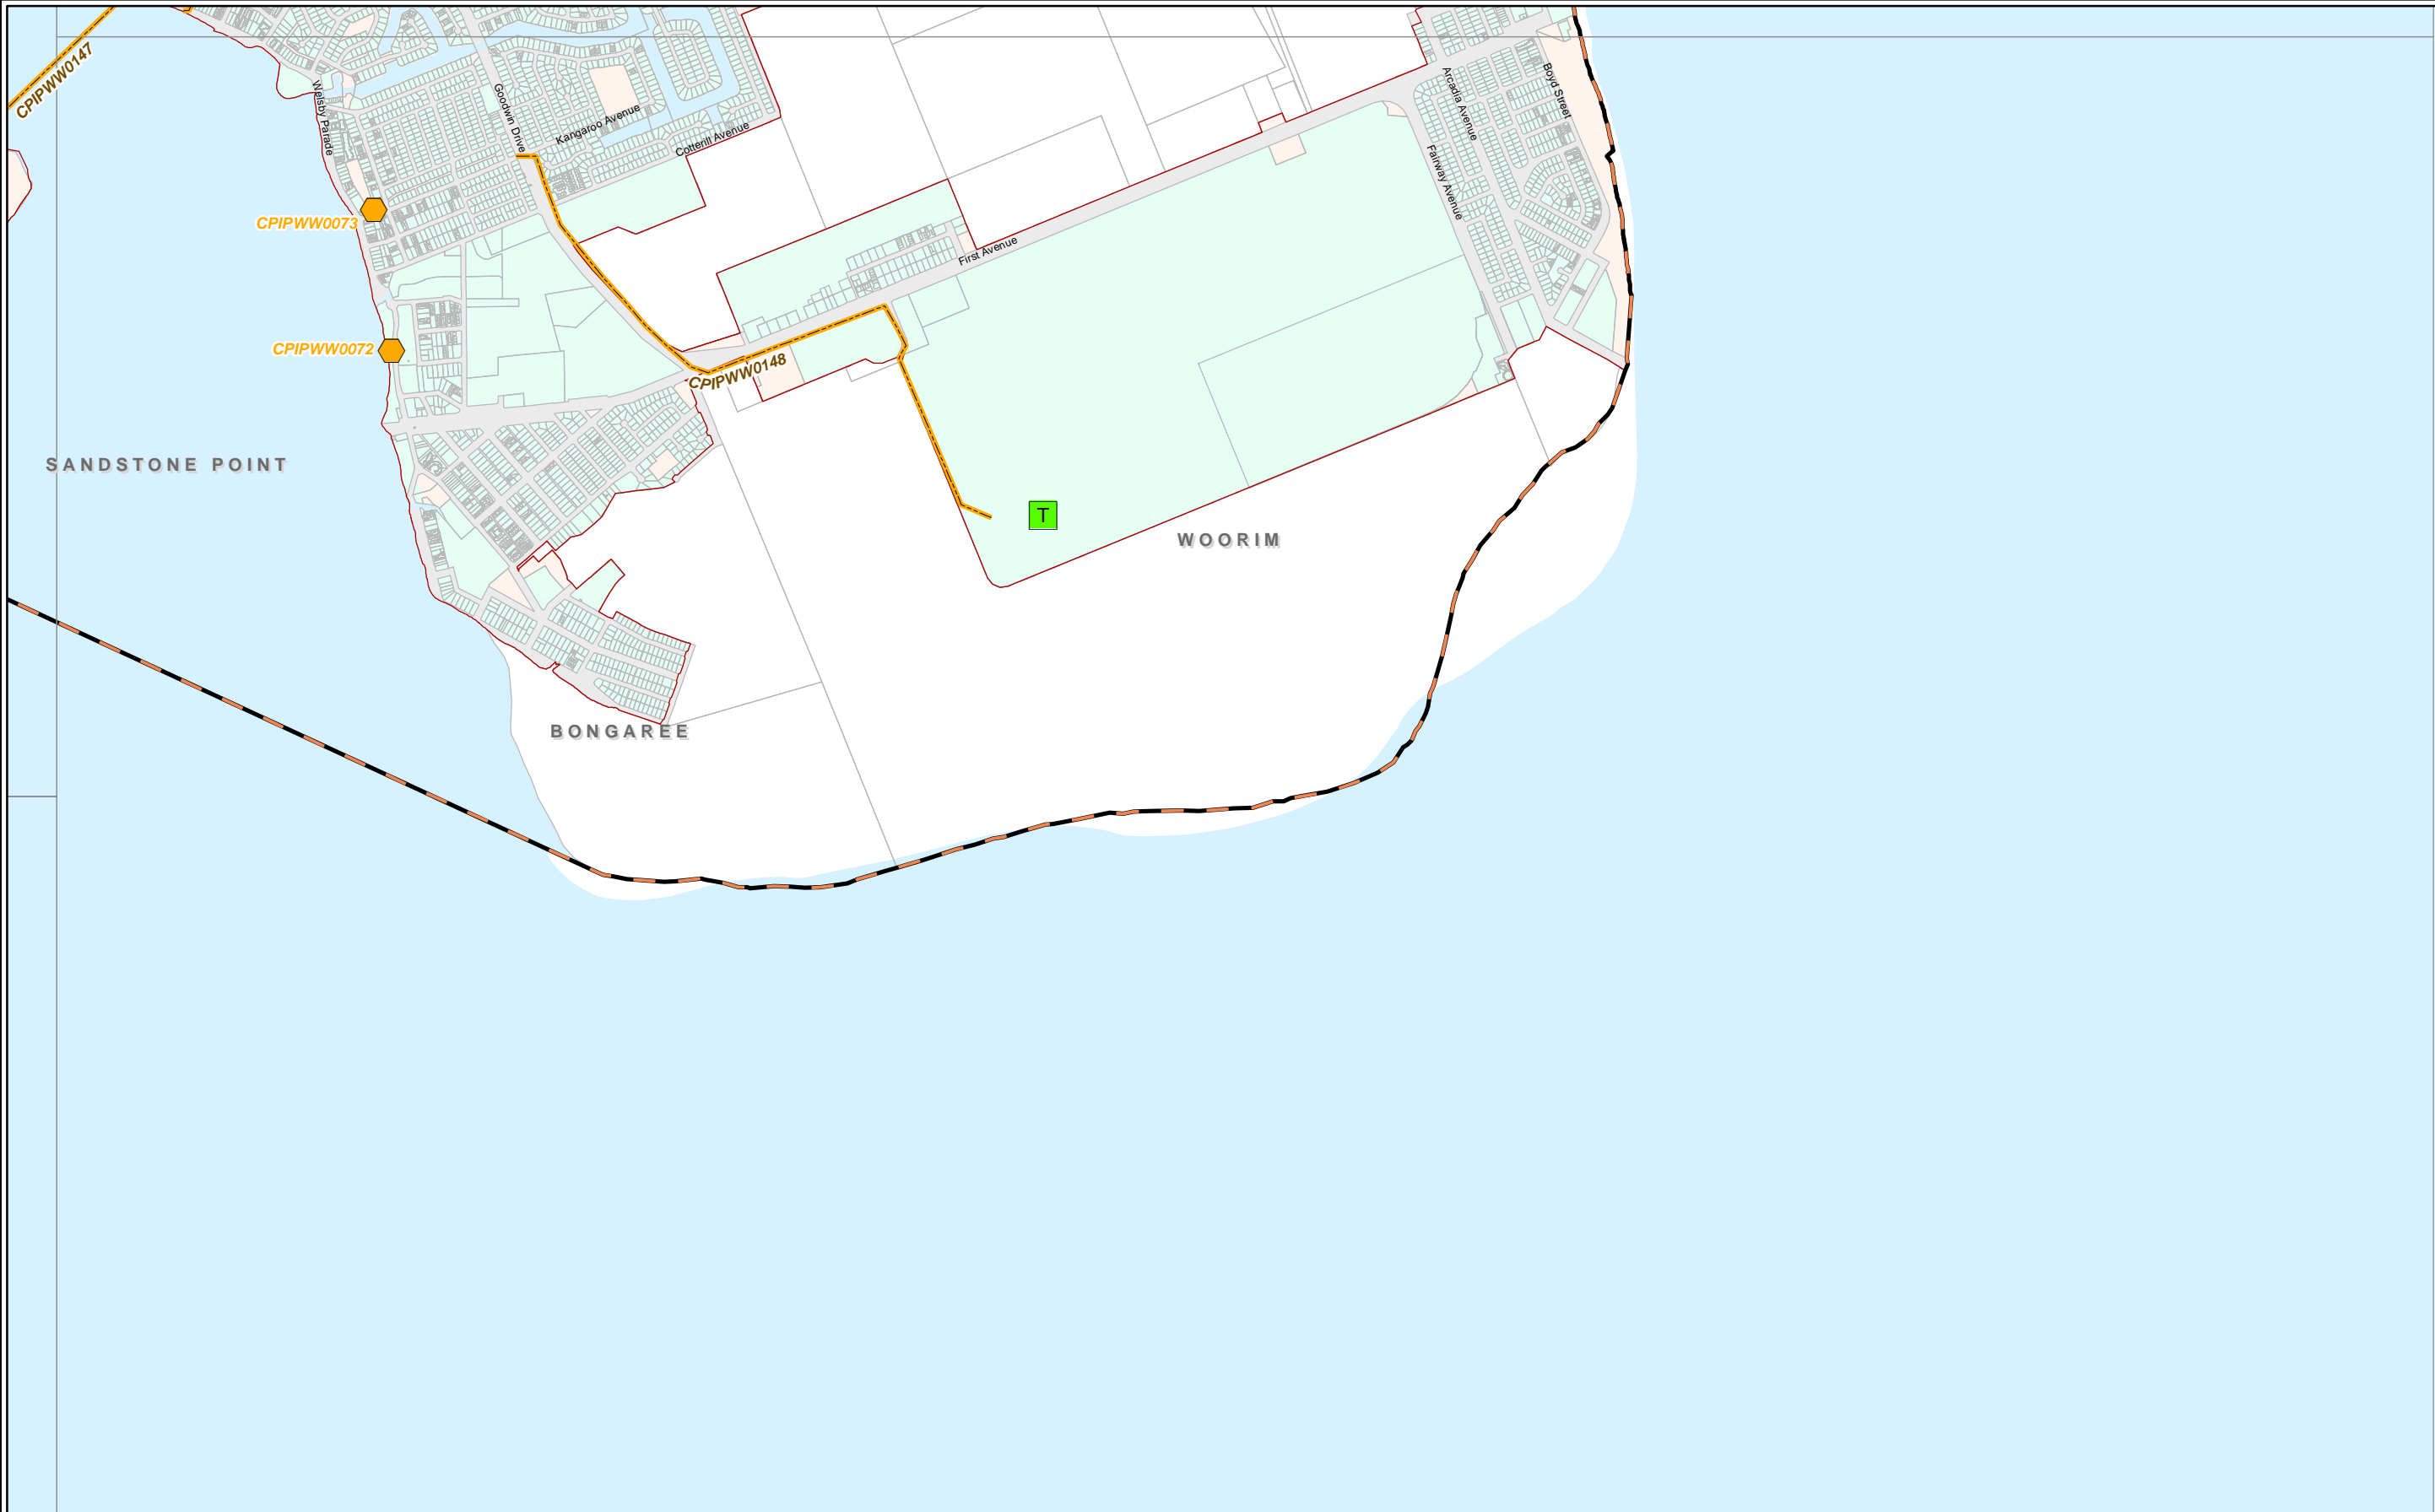 CPIPWW0147
Welsby Parade
Goodwin Drive
Kangaroo Avenue
Cotterill Avenue
Arcadia Avenue
Boyd Street
Fairway Avenue
CPIPWW0073
First Avenue
CPIPWW0072
CPIPWW0148
SANDSTONE POINT
T
WOORIM
BONGAREE